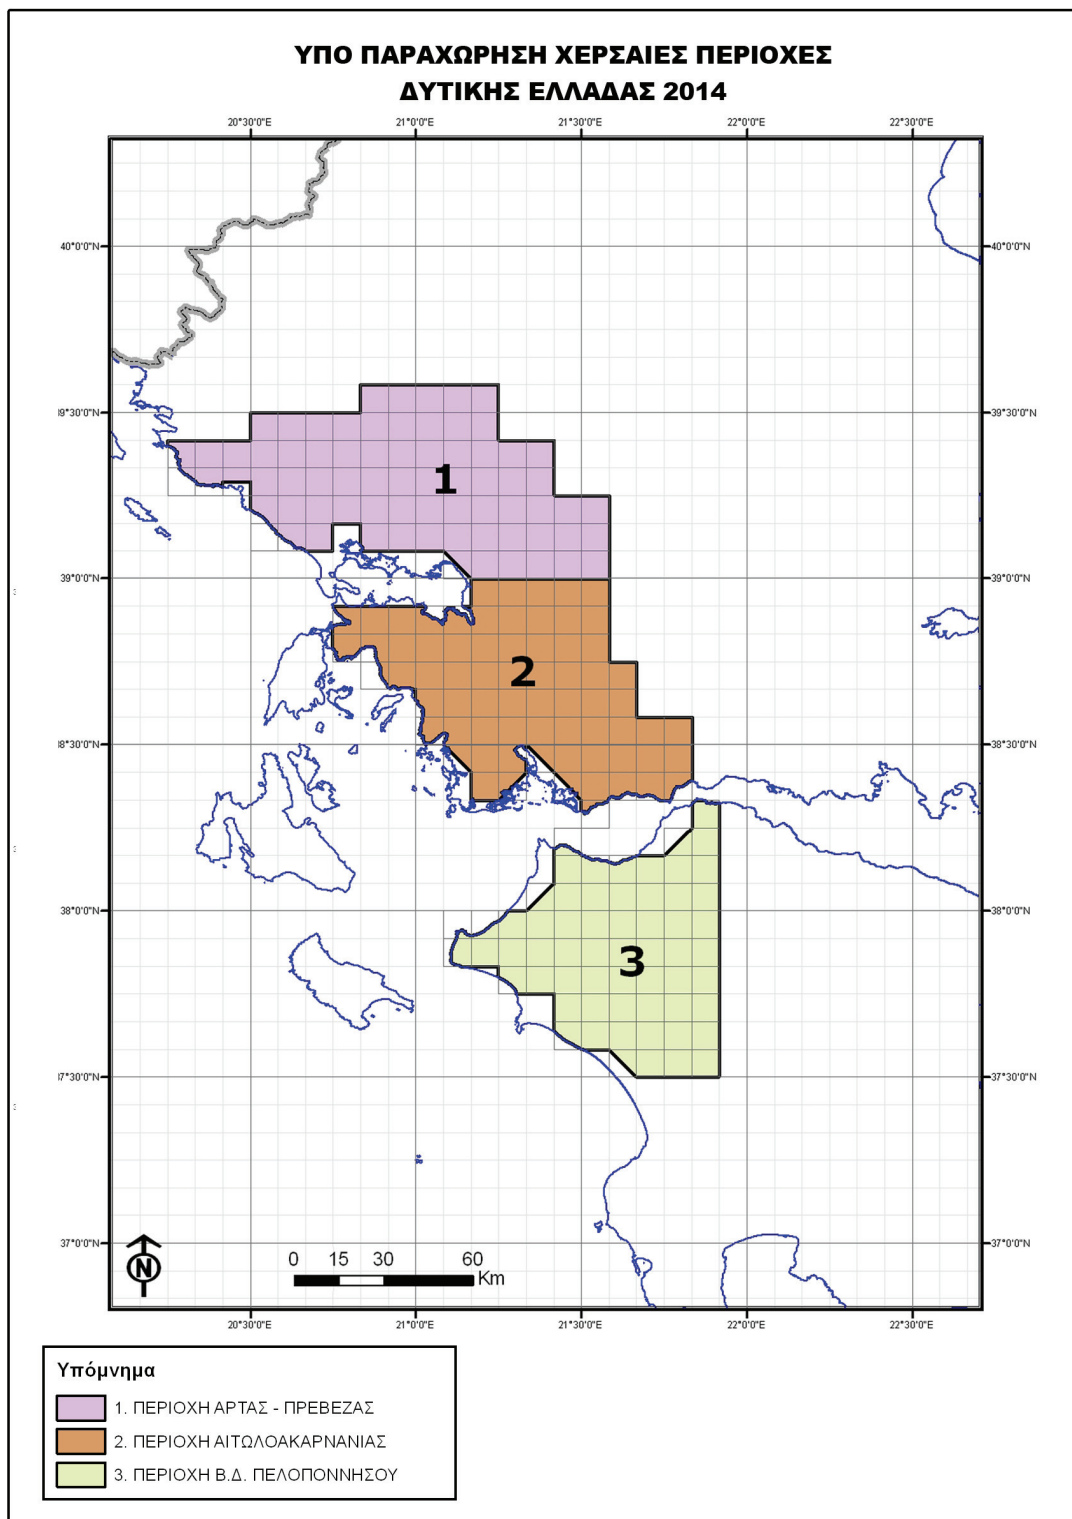 ΥΠΟ ΠΑΡΑΧΩΡΗΣΗ ΧΕΡΣΑΙΕΣ ΠΕΡΙΟΧΕΣ
ΔΥΤΙΚΗΣ ΕΛΛΑΔΑΣ 2014
20°30'0"E 21°0'0"E 21°30'0"E 22°0'0"E 22°30'0"E
40°0'0"N 40°0'0"N
39°30'0"N
1
39°0'0"N 39°0'0"N
2
38°30'0"N
38°0'0"N 38°0'0"N
3
37°30'0"N
37°0'0"N 37°0'0"N
N
0 15 30 60
Km
20°30'0"E 21°0'0"E 21°30'0"E 22°0'0"E 22°30'0"E
Υπόμνημα
1. ΠΕΡΙΟΧΗ ΑΡΤΑΣ - ΠΡΕΒΕΖΑΣ
2. ΠΕΡΙΟΧΗ ΑΙΤΩΛΟΑΚΑΡΝΑΝΙΑΣ
3. ΠΕΡΙΟΧΗ Β.Δ. ΠΕΛΟΠΟΝΝΗΣΟΥ